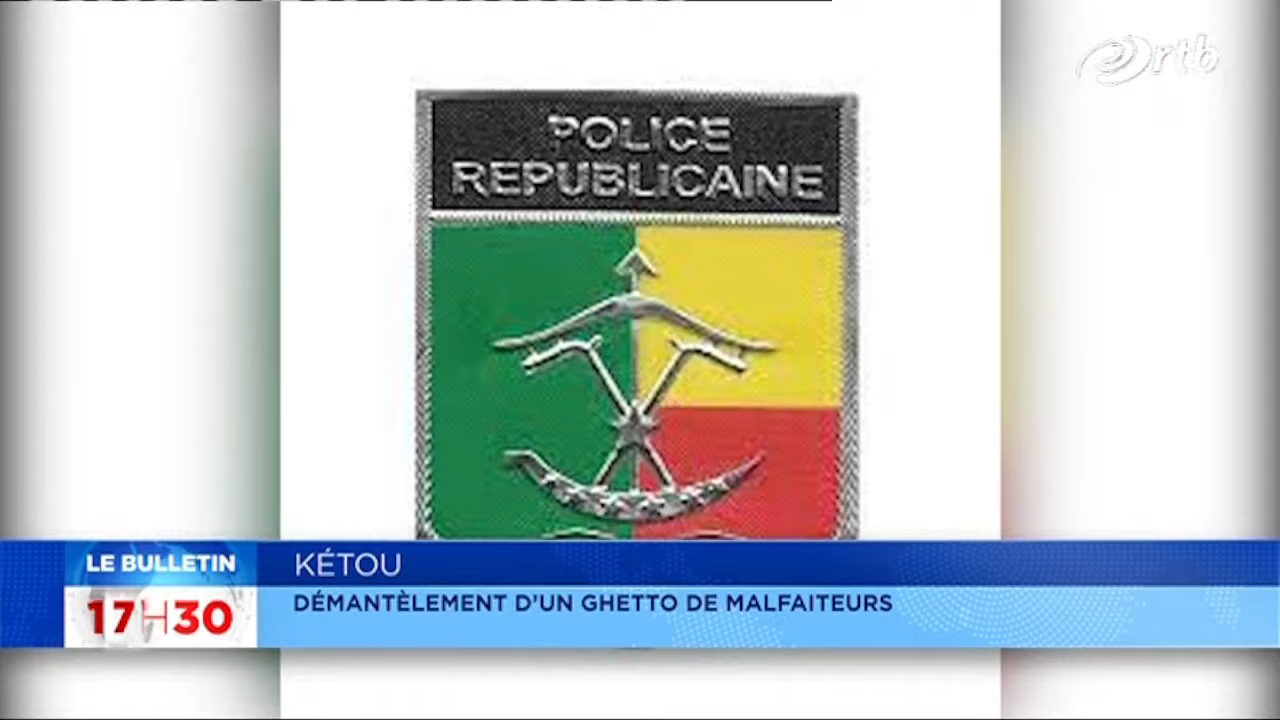 ortb
POLICE
REPUBLICAINE
LE BULLETIN
17H30
KÉTOU
DÉMANTÈLEMENT D'UN GHETTO DE MALFAITEURS